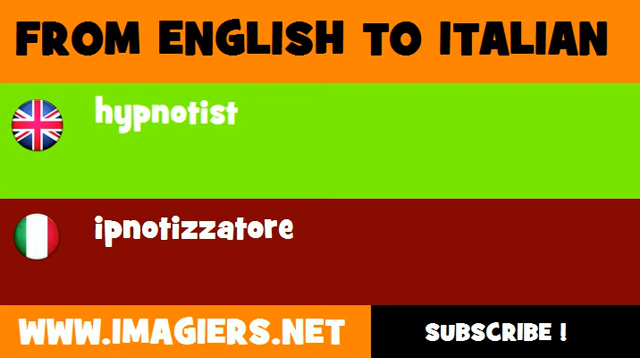 FROM ENGLISH TO ITALIAN
hypnotist
ipnotizzatore
WWW.IMAGIERS.NET
SUBSCRIBE !